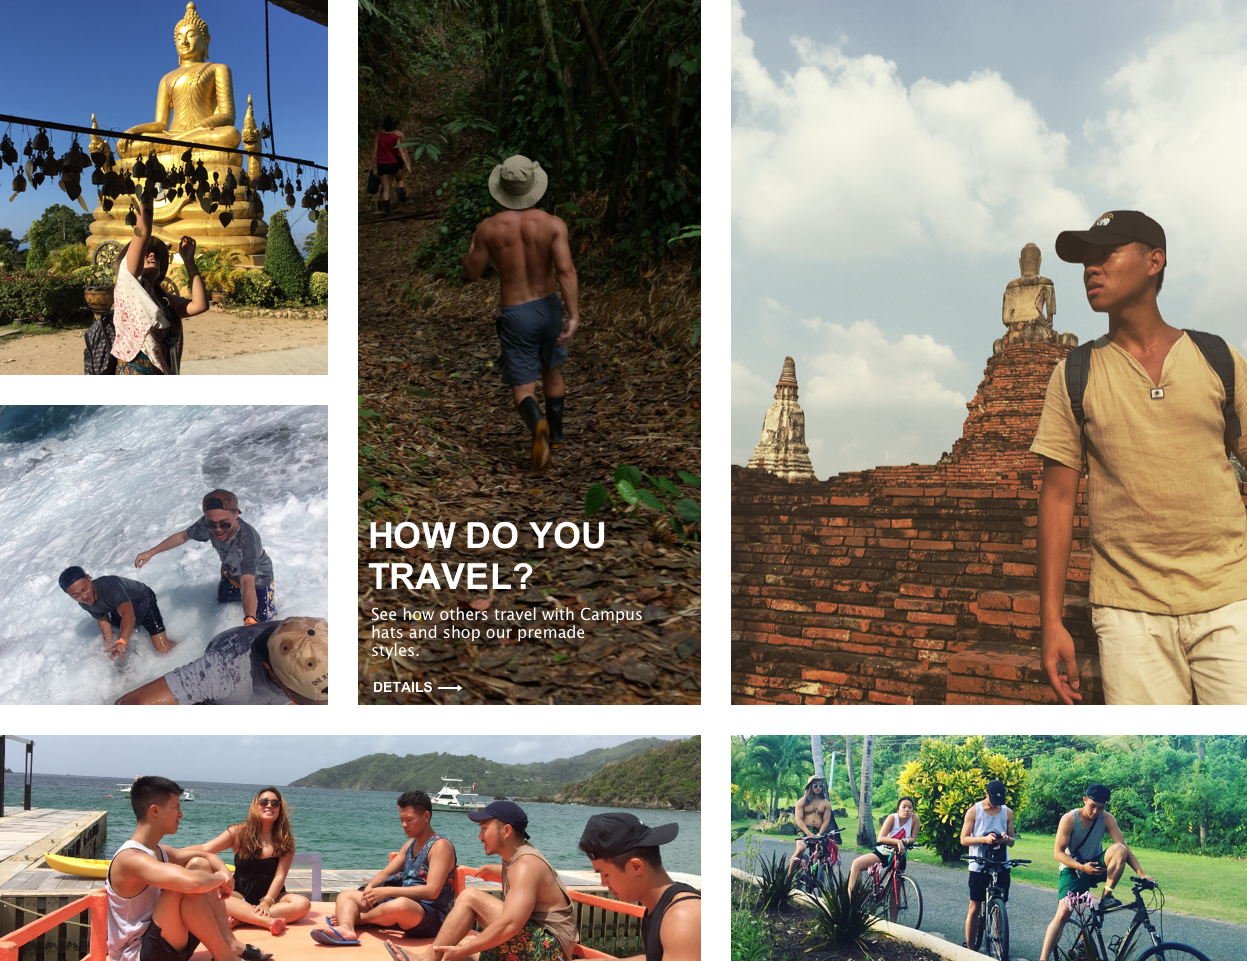 HOW DO YOU
TRAVEL?
See how others travel with Campus
hats and shop our premade
styles.
DETAILS